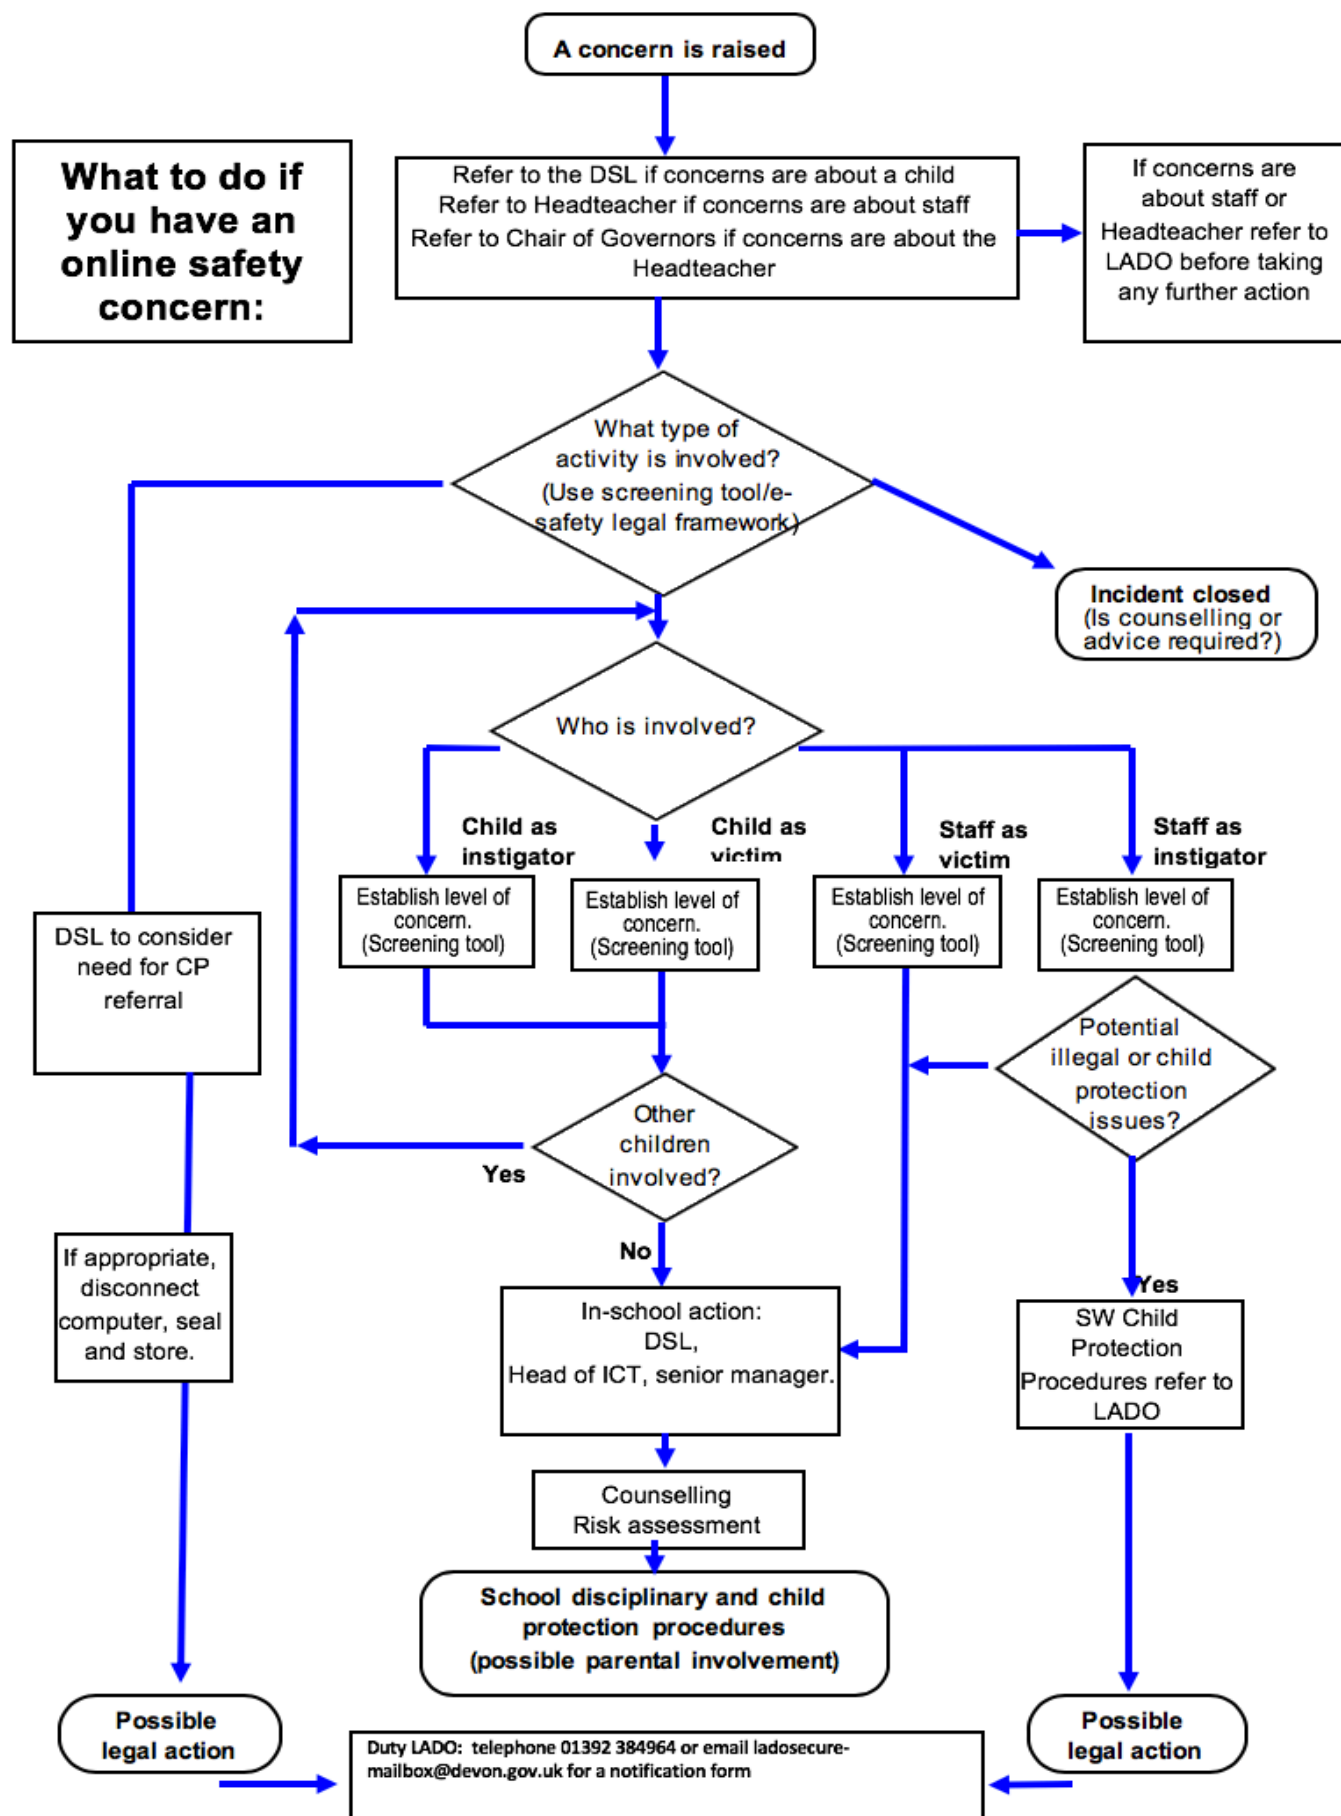 A concern is raised
What to do if
you have an
online safety
concern:
Refer to the DSL if concerns are about a child
Refer to Headteacher if concerns are about staff
Refer to Chair of Governors if concerns are about the
Headteacher
If concerns are
about staff or
Headteacher refer to
LADO before taking
any further action
What type of
activity is involved?
(Use screening tool/e-
safety legal framework)
Incident closed
(Is counselling or
advice required?)
Who is involved?
Child as
instigator
Child as
victim
Staff as
victim
Staff as
instigator
Establish level of
concern.
(Screening tool)
Establish level of
concern.
(Screening tool)
Establish level of
concern.
(Screening tool)
Establish level of
concern.
(Screening tool)
DSL to consider
need for CP
referral
Potential
illegal or child
protection
issues?
Other
children
involved?
Yes
No
Yes
If appropriate,
disconnect
computer, seal
and store.
In-school action:
DSL,
Head of ICT, senior manager.
SW Child
Protection
Procedures refer to
LADO
Counselling
Risk assessment
School disciplinary and child
protection procedures
(possible parental involvement)
Possible
legal action
Possible
legal action
Duty LADO: telephone 01392 384964 or email ladosecure-
mailbox@devon.gov.uk for a notification form